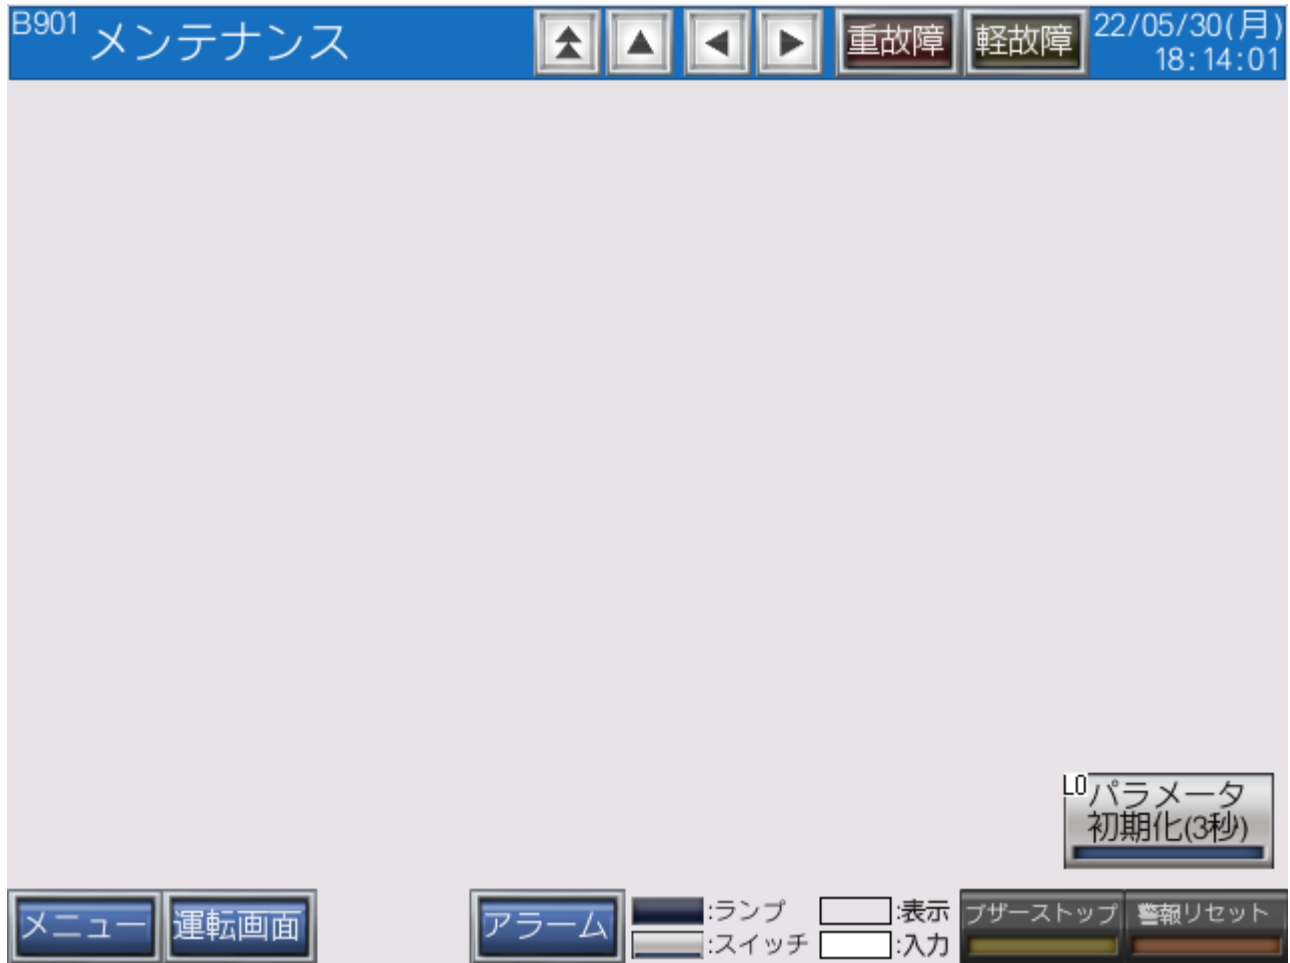 B901 メンテナンス
重故障
軽故障
22/05/30(月)
18:14:01
L0
パラメータ
初期化(3秒)
メニュー
運転画面
アラーム
:ランプ
:表示
:スイッチ
:入力
ブザーストップ
警報リセット